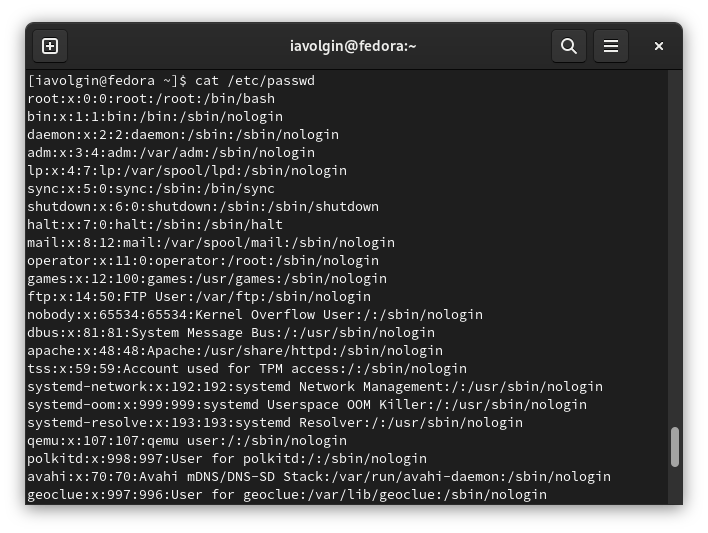 iavolgin@fedora:~
[iavolgin@fedora ~]$ cat /etc/passwd
root:x:0:0:root:/root:/bin/bash
bin:x:1:1:bin:/bin:/sbin/nologin
daemon:x:2:2:daemon:/sbin:/sbin/nologin
adm:x:3:4:adm:/var/adm:/sbin/nologin
lp:x:4:7:lp:/var/spool/lpd:/sbin/nologin
sync:x:5:0:sync:/sbin:/bin/sync
shutdown:x:6:0:shutdown:/sbin:/sbin/shutdown
halt:x:7:0:halt:/sbin:/sbin/halt
mail:x:8:12:mail:/var/spool/mail:/sbin/nologin
operator:x:11:0:operator:/root:/sbin/nologin
games:x:12:100:games:/usr/games:/sbin/nologin
ftp:x:14:50:FTP User:/var/ftp:/sbin/nologin
nobody:x:65534:65534:Kernel Overflow User:/:/sbin/nologin
dbus:x:81:81:System Message Bus:/:/usr/sbin/nologin
apache:x:48:48:Apache:/usr/share/httpd:/sbin/nologin
tss:x:59:59:Account used for TPM access:/:/sbin/nologin
systemd-network:x:192:192:systemd Network Management:/:/usr/sbin/nologin
systemd-oom:x:999:999:systemd Userspace OOM Killer:/:/usr/sbin/nologin
systemd-resolve:x:193:193:systemd Resolver:/:/usr/sbin/nologin
qemu:x:107:107:qemu user:/:/sbin/nologin
polkitd:x:998:997:User for polkitd:/:/sbin/nologin
avahi:x:70:70:Avahi mDNS/DNS-SD Stack:/var/run/avahi-daemon:/sbin/nologin
geoclue:x:997:996:User for geoclue:/var/lib/geoclue:/sbin/nologin